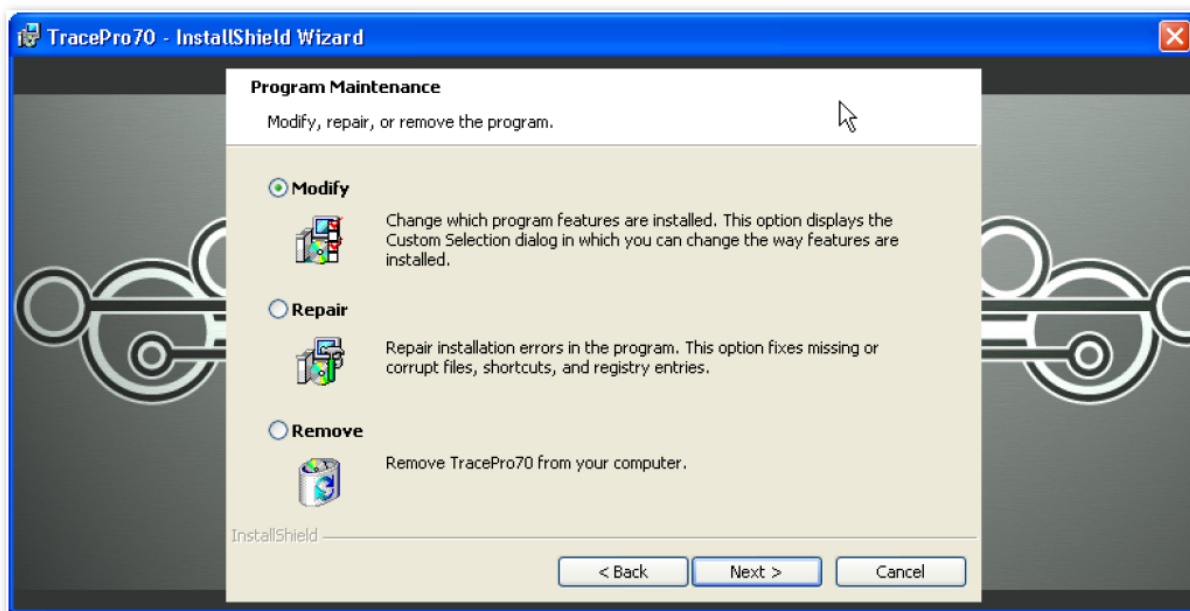 TracePro70 - InstallShield Wizard
Program Maintenance
Modify, repair, or remove the program.
Modify
Change which program features are installed. This option displays the
Custom Selection dialog in which you can change the way features are
installed.
Repair
Repair installation errors in the program. This option fixes missing or
corrupt files, shortcuts, and registry entries.
Remove
Remove TracePro70 from your computer.
InstallShield
< Back
Next >
Cancel